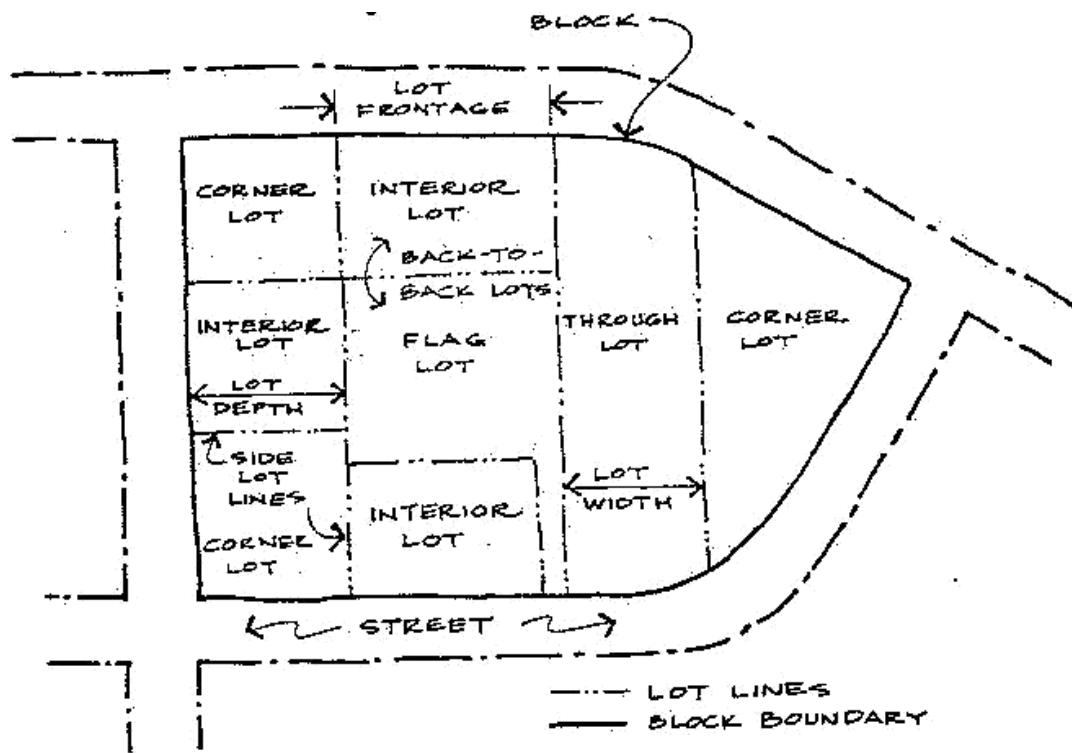 BLOCK
LOT
FRONTAGE
CORNER
LOT
INTERIOR
LOT
BACK-TO-
BACK LOTS
INTERIOR
LOT
FLAG
LOT
THROUGH
LOT
CORNER
LOT
LOT
DEPTH
SIDE
LOT
LINES
LOT
WIDTH
INTERIOR
LOT
CORNER
LOT
STREET
LOT LINES
BLOCK BOUNDARY